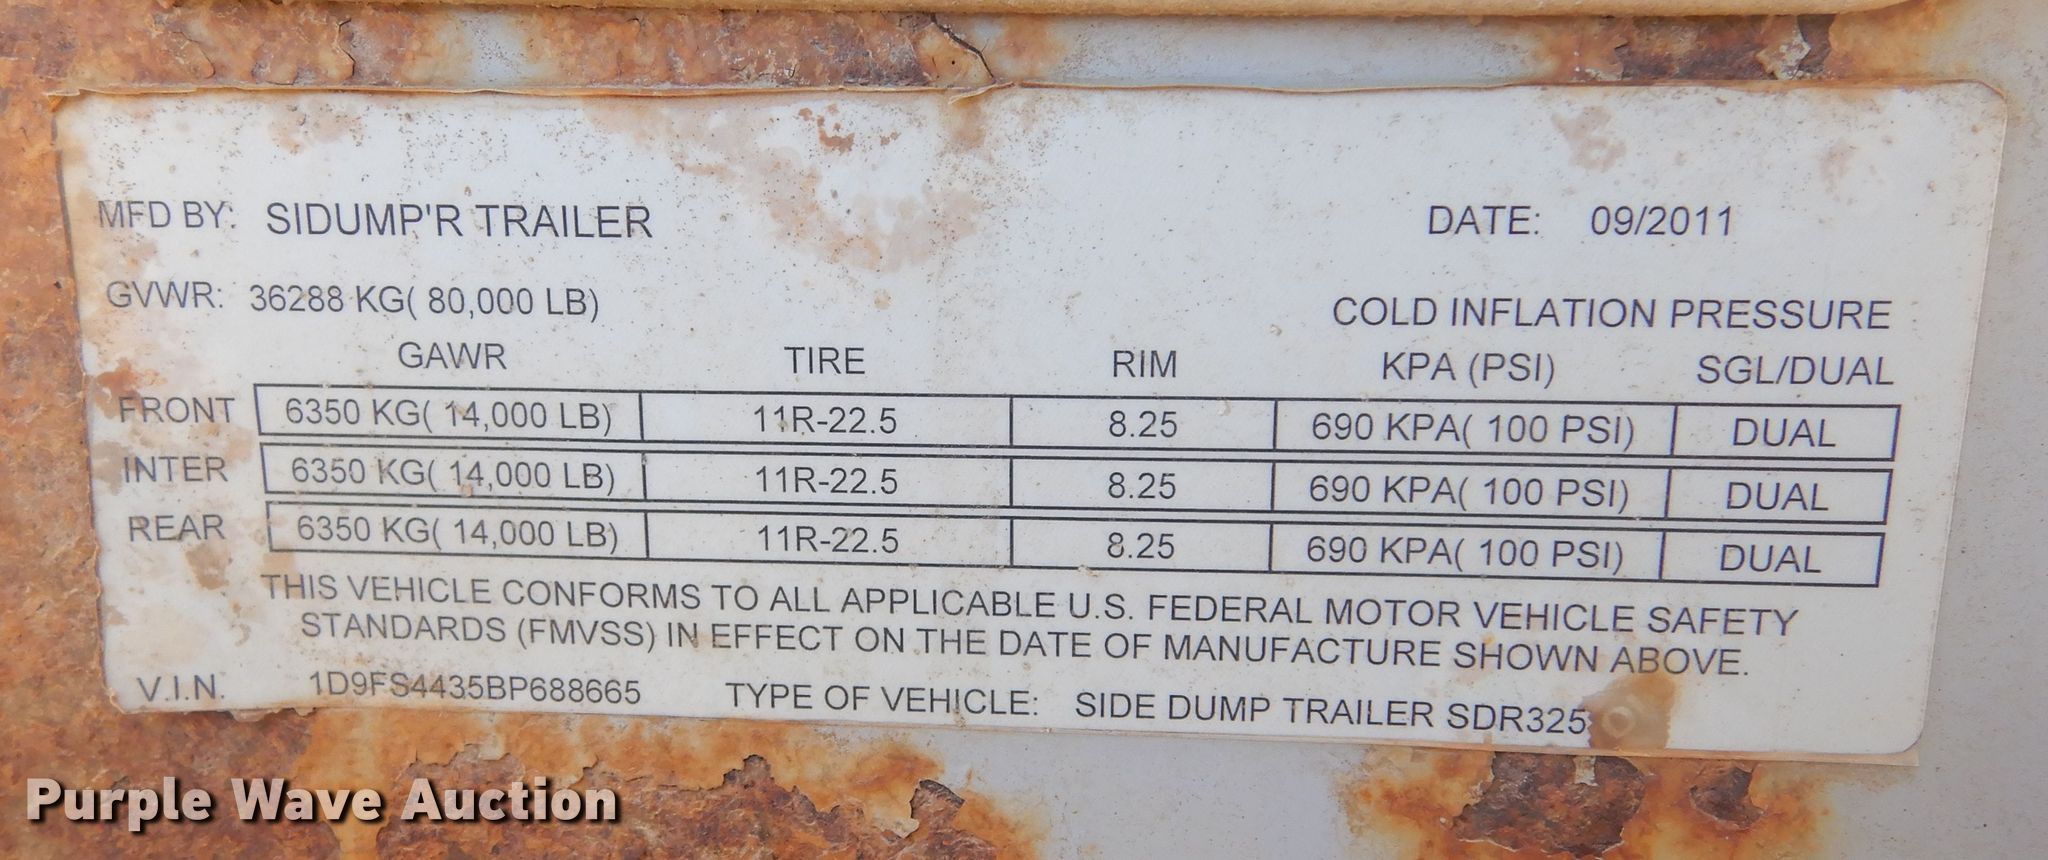 MFD BY: SIDUMP'R TRAILER DATE: 09/2011
GVWR: 36288 KG( 80,000 LB) COLD INFLATION PRESSURE
GAWR TIRE RIM KPA (PSI) SGL/DUAL
FRONT 6350 KG( 14,000 LB) 11R-22.5 8.25 690 KPA( 100 PSI) DUAL
INTER 6350 KG( 14,000 LB) 11R-22.5 8.25 690 KPA( 100 PSI) DUAL
REAR 6350 KG( 14,000 LB) 11R-22.5 8.25 690 KPA( 100 PSI) DUAL
THIS VEHICLE CONFORMS TO ALL APPLICABLE U.S. FEDERAL MOTOR VEHICLE SAFETY
STANDARDS (FMVSS) IN EFFECT ON THE DATE OF MANUFACTURE SHOWN ABOVE.
V.I.N. 1D9FS4435BP688665 TYPE OF VEHICLE: SIDE DUMP TRAILER SDR325
Purple Wave Auction